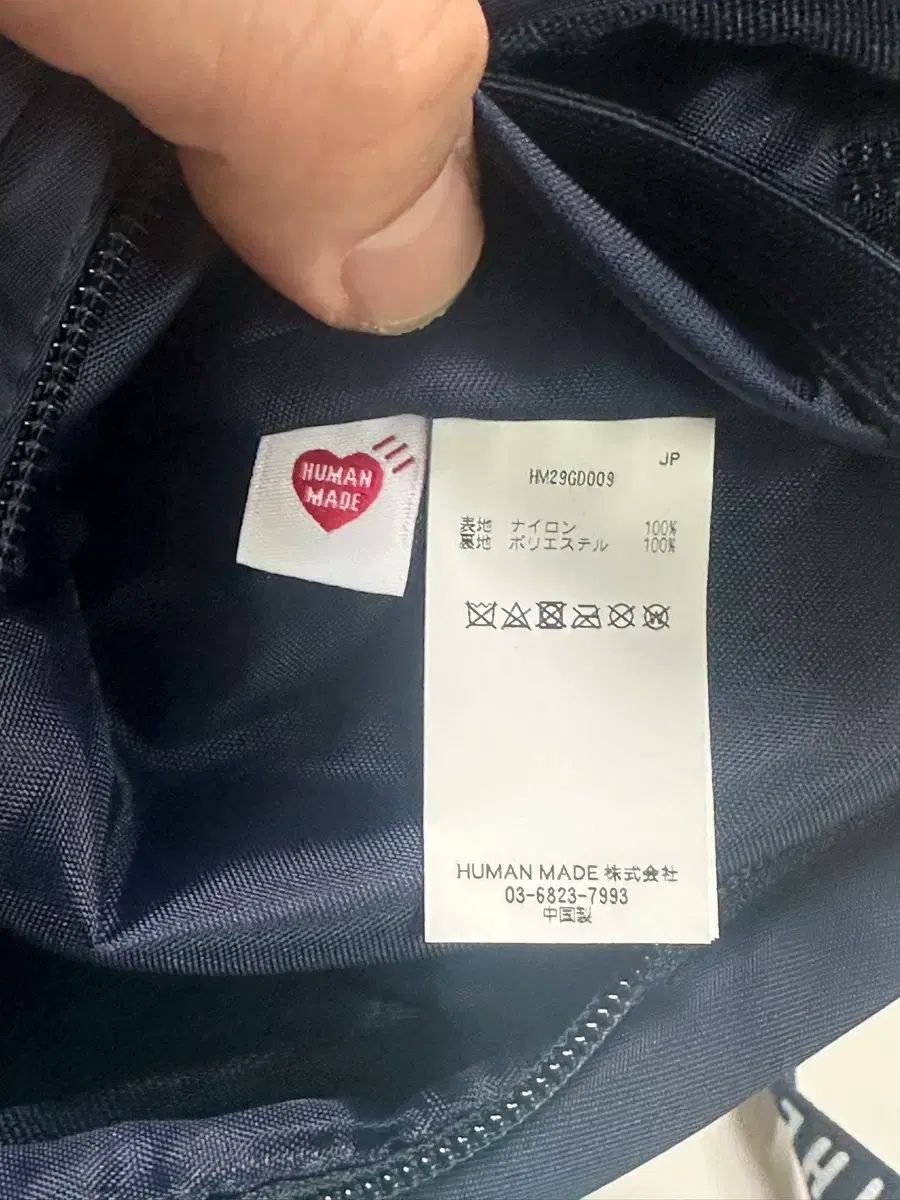 HUMAN
MADE
JP
HM29GD009
表地 ナイロン 100%
裏地 ポリエステル 100%
HUMAN MADE 株式会社
03-6823-7993
中国製